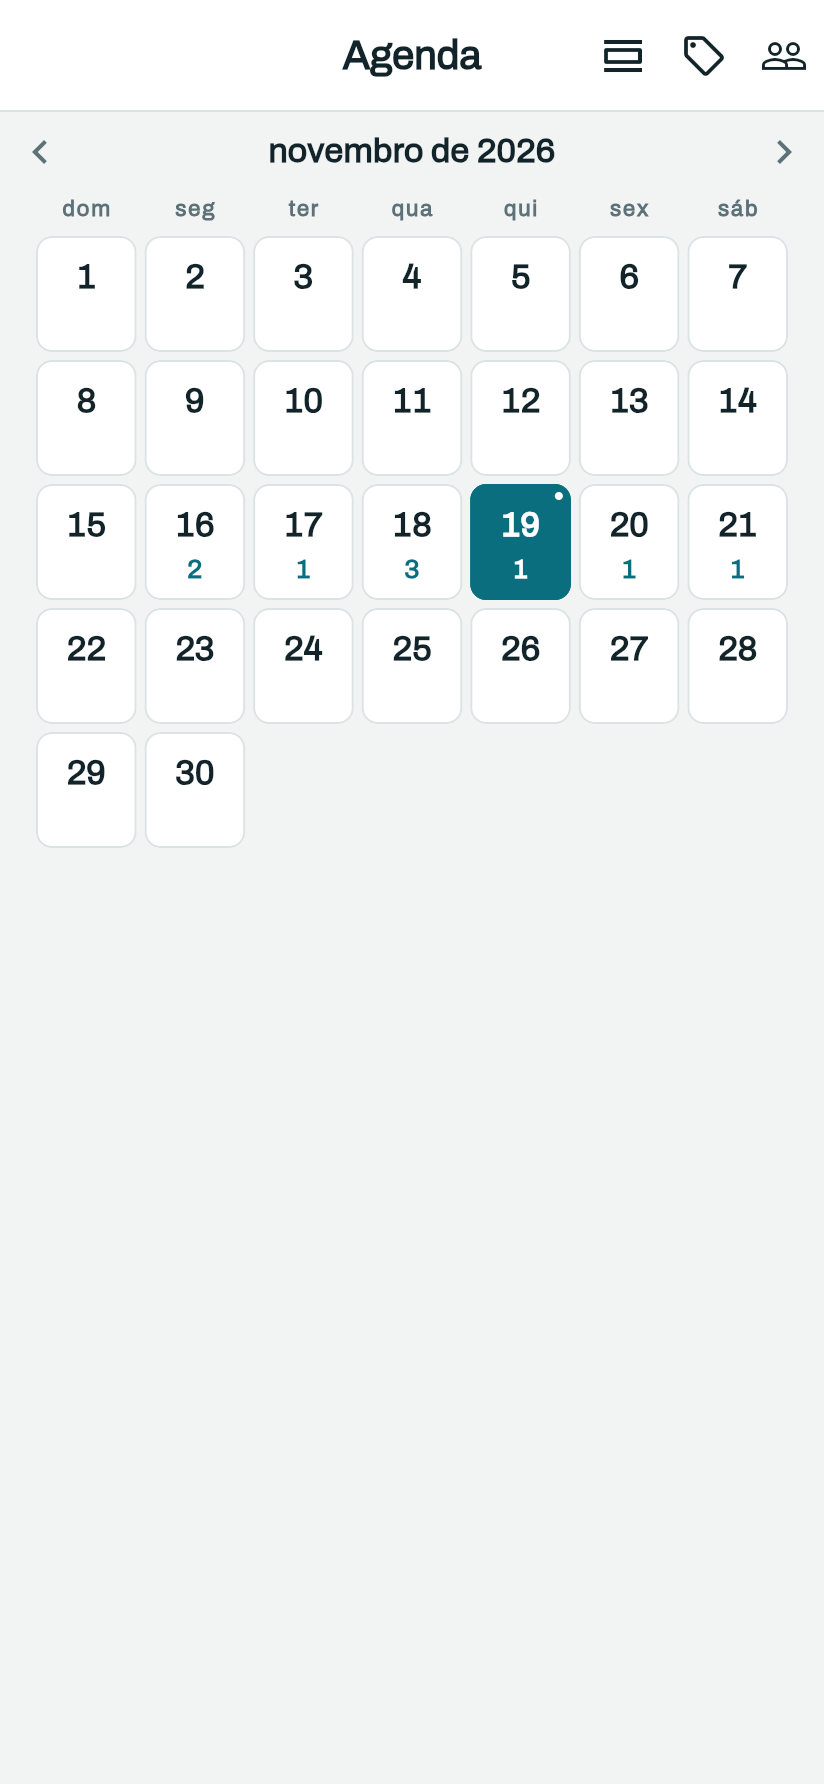 Agenda
novembro de 2026
dom seg ter qua qui sex sáb
1 2 3 4 5 6 7
8 9 10 11 12 13 14
15 16 17 18 19 20 21
2 1 3 1 1 1
22 23 24 25 26 27 28
29 30